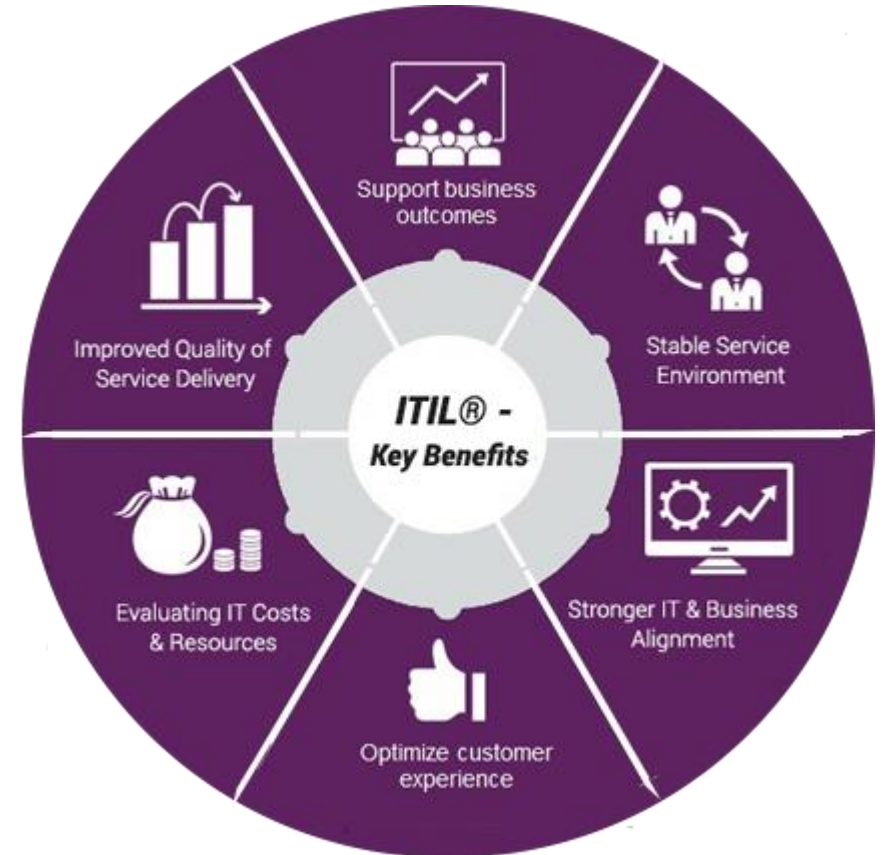 Support business
outcomes
Stable Service
Environment
Stronger IT & Business
Alignment
Optimize customer
experience
Evaluating IT Costs
& Resources
Improved Quality of
Service Delivery
ITIL® -
Key Benefits